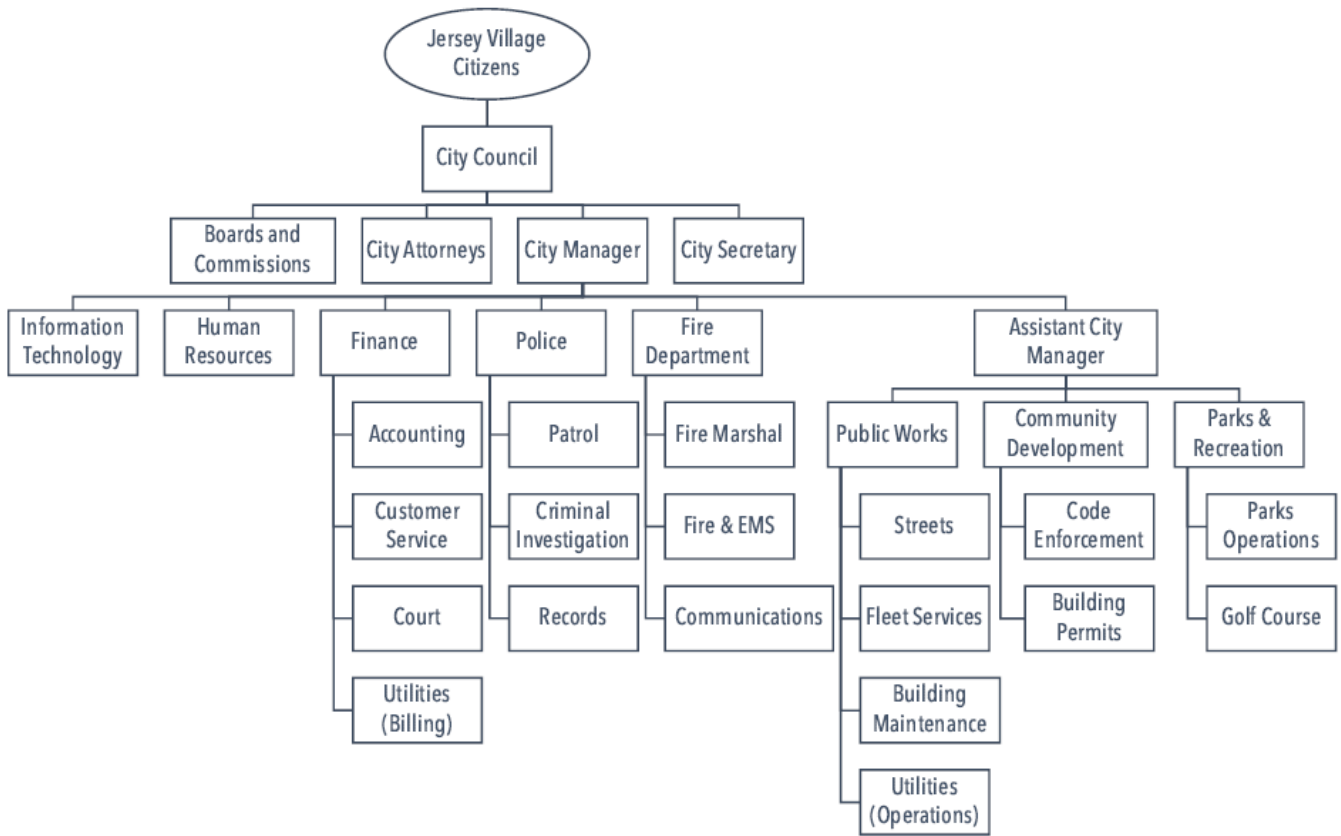 Jersey Village
Citizens
City Council
Boards and
Commissions
City Attorneys
City Manager
City Secretary
Information
Technology
Human
Resources
Finance
Police
Fire
Department
Assistant City
Manager
Accounting
Customer
Service
Court
Utilities
(Billing)
Patrol
Criminal
Investigation
Records
Fire Marshal
Fire & EMS
Communications
Public Works
Streets
Fleet Services
Building
Maintenance
Utilities
(Operations)
Community
Development
Code
Enforcement
Building
Permits
Parks &
Recreation
Parks
Operations
Golf Course